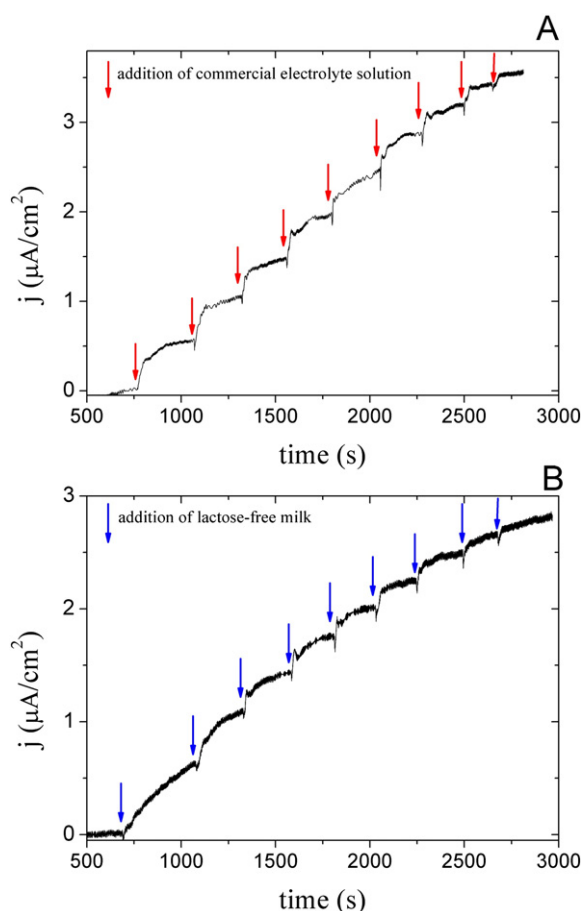 A
addition of commercial electrolyte solution
3
2
1
0
j (µA/cm²)
500 1000 1500 2000 2500 3000
time (s)
B
3
addition of lactose-free milk
2
1
0
j (µA/cm²)
500 1000 1500 2000 2500 3000
time (s)